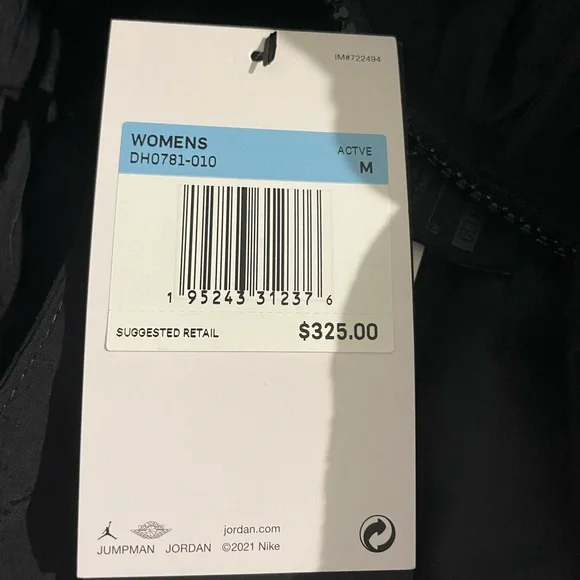 IM#722494
WOMENS
DH0781-010
ACTVE
M
1 95243 31237 6
SUGGESTED RETAIL $325.00
jordan.com
JUMPMAN JORDAN ©2021 Nike